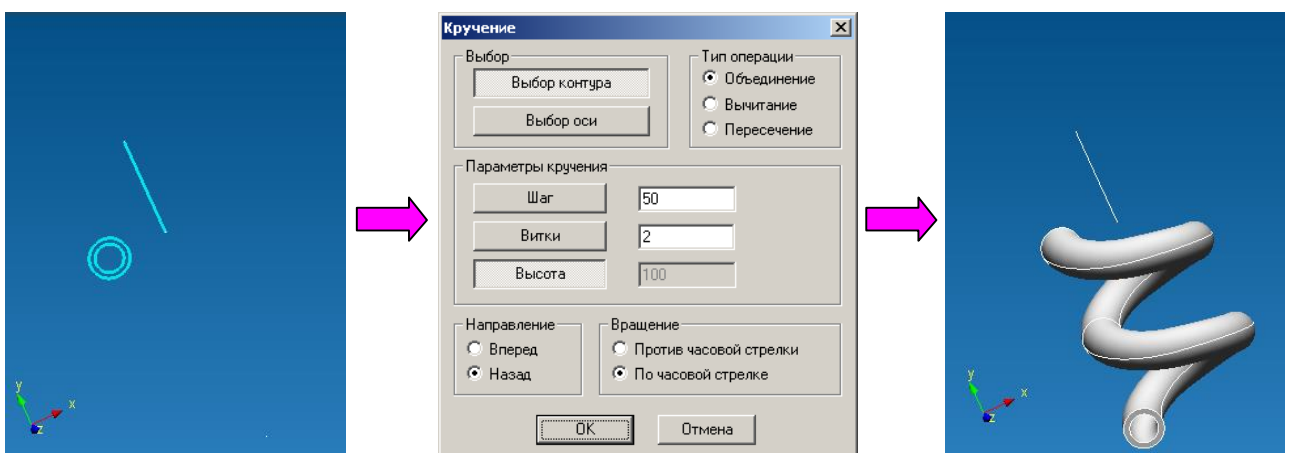 Кручение
Выбор
Выбор контура
Выбор оси
Тип операции
Объединение
Вычитание
Пересечение
Параметры кручения
Шаг
50
Витки
2
Высота
100
Направление
Вперед
Назад
Вращение
Против часовой стрелки
По часовой стрелке
OK
Отмена
y
x
z
y
x
z